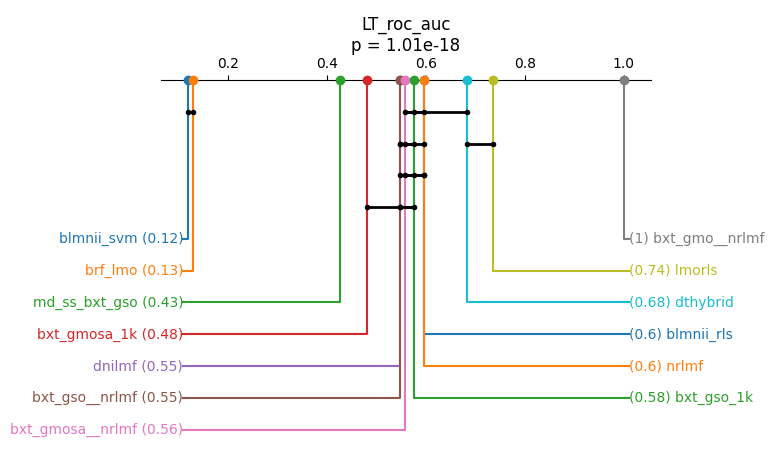 LT_roc_auc
p = 1.01e-18
0.2 0.4 0.6 0.8 1.0
blmnii_svm (0.12) (1) bxt_gmo__nrlmf
brf_lmo (0.13) (0.74) lmorls
md_ss_bxt_gso (0.43) (0.68) dthybrid
bxt_gmosa_1k (0.48) (0.6) blmnii_rls
dnilmf (0.55) (0.6) nrlmf
bxt_gso__nrlmf (0.55) (0.58) bxt_gso_1k
bxt_gmosa__nrlmf (0.56)